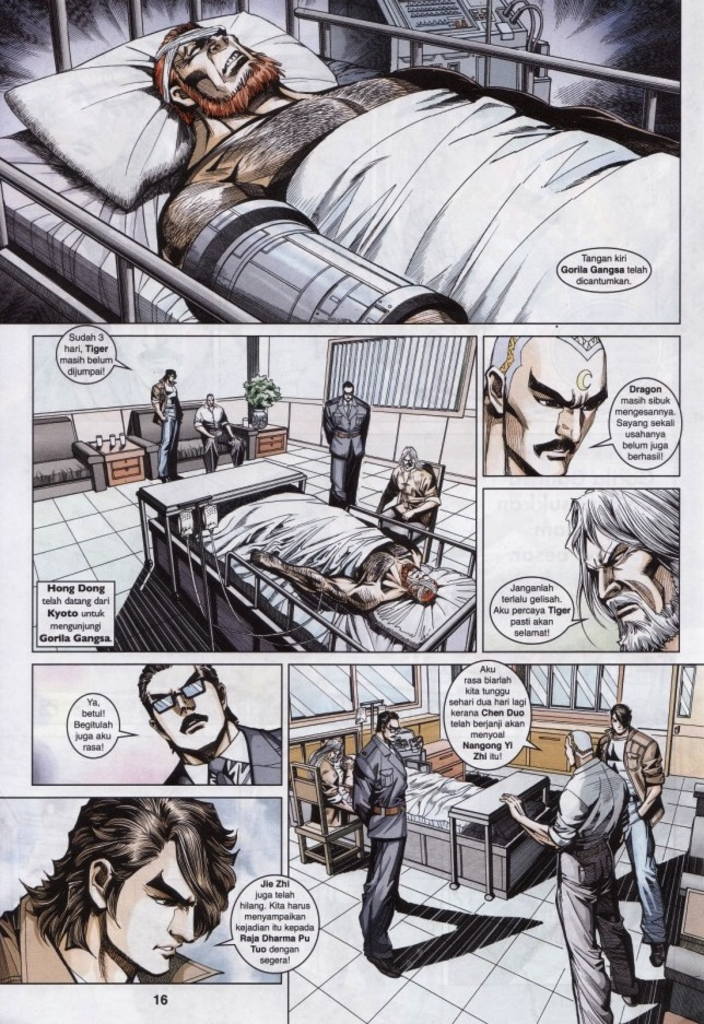 Tangan kiri
Gorila Gangsa telah
dicantumkan.
Sudah 3
hari, Tiger
masih belum
dijumpai!
Hong Dong
telah datang dari
Kyoto untuk
mengunjungi
Gorila Gangsa.
Dragon
masih sibuk
mengesannya.
Sayang sekali
usahanya
belum juga
berhasil!
Janganlah
terlalu gelisah.
Aku percaya Tiger
pasti akan
selamat!
Ya,
betul!
Begitulah
juga aku
rasa!
Aku
rasa biarlah
kita tunggu
sehari dua hari lagi
kerana Chen Duo
telah berjanji akan
menyoal
Nangong Yi
Zhi itu!
Jie Zhi
juga telah
hilang. Kita harus
menyampaikan
kejadian itu kepada
Raja Dharma Pu
Tuo dengan
segera!
16